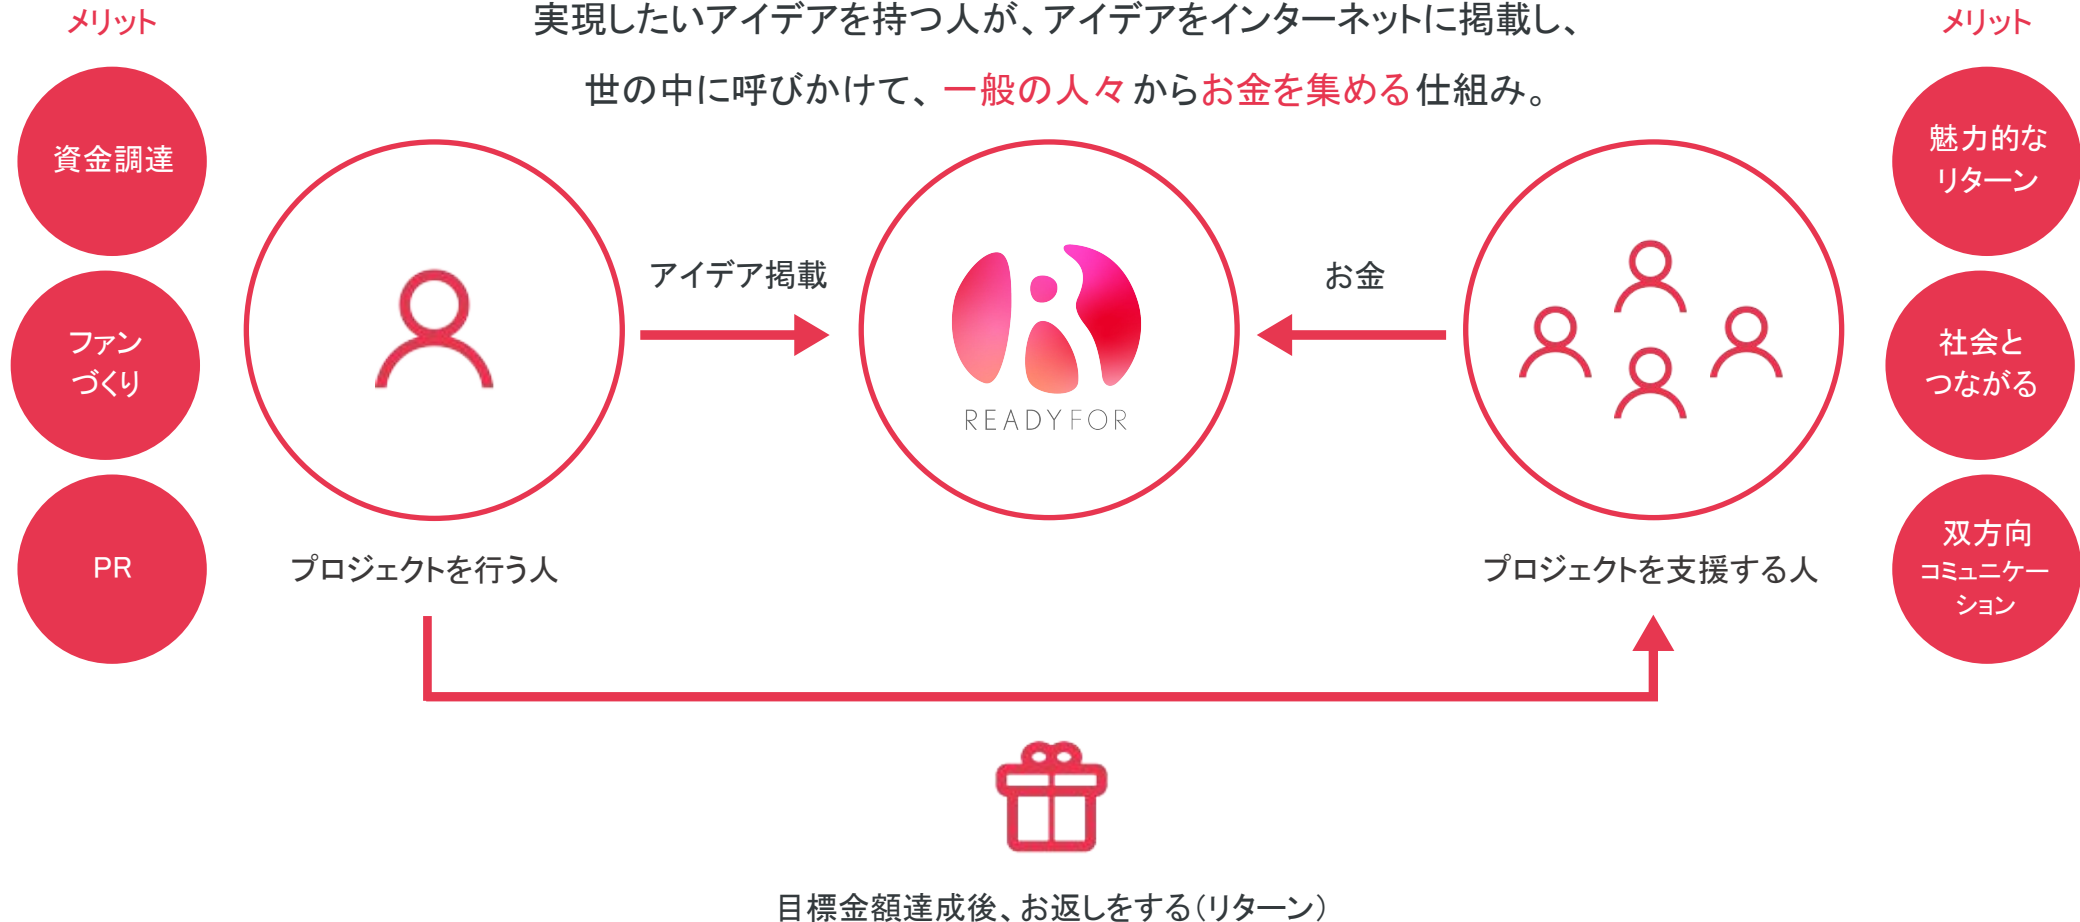 メリット
実現したいアイデアを持つ人が、アイデアをインターネットに掲載し、
メリット
世の中に呼びかけて、一般の人々からお金を集める仕組み。
資金調達
ファン
づくり
PR
アイデア掲載
READYFOR
お金
魅力的な
リターン
社会と
つながる
双方向
コミュニケー
ション
プロジェクトを行う人
プロジェクトを支援する人
目標金額達成後、お返しをする（リターン）